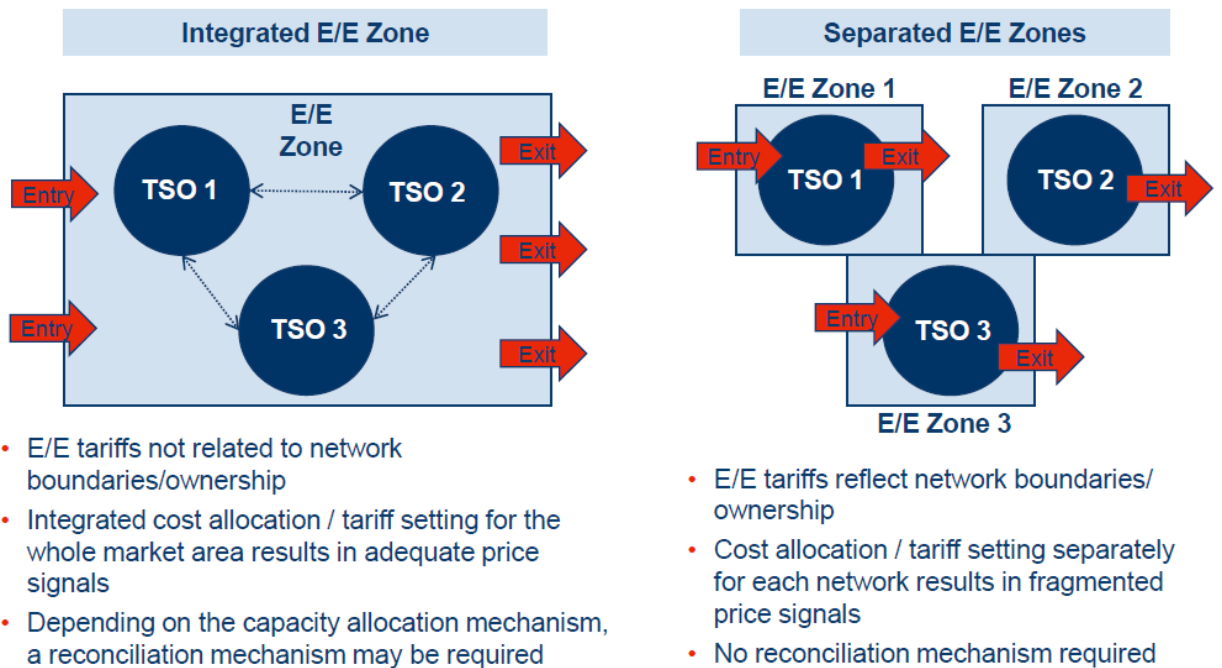 Integrated E/E Zone
E/E
Zone
Entry
Entry
TSO 1
TSO 2
TSO 3
Exit
Exit
Exit
• E/E tariffs not related to network
boundaries/ownership
• Integrated cost allocation / tariff setting for the
whole market area results in adequate price
signals
• Depending on the capacity allocation mechanism,
a reconciliation mechanism may be required
Separated E/E Zones
E/E Zone 1
E/E Zone 2
Entry
TSO 1
Exit
TSO 2
Exit
Entry
TSO 3
Exit
E/E Zone 3
• E/E tariffs reflect network boundaries/
ownership
• Cost allocation / tariff setting separately
for each network results in fragmented
price signals
• No reconciliation mechanism required